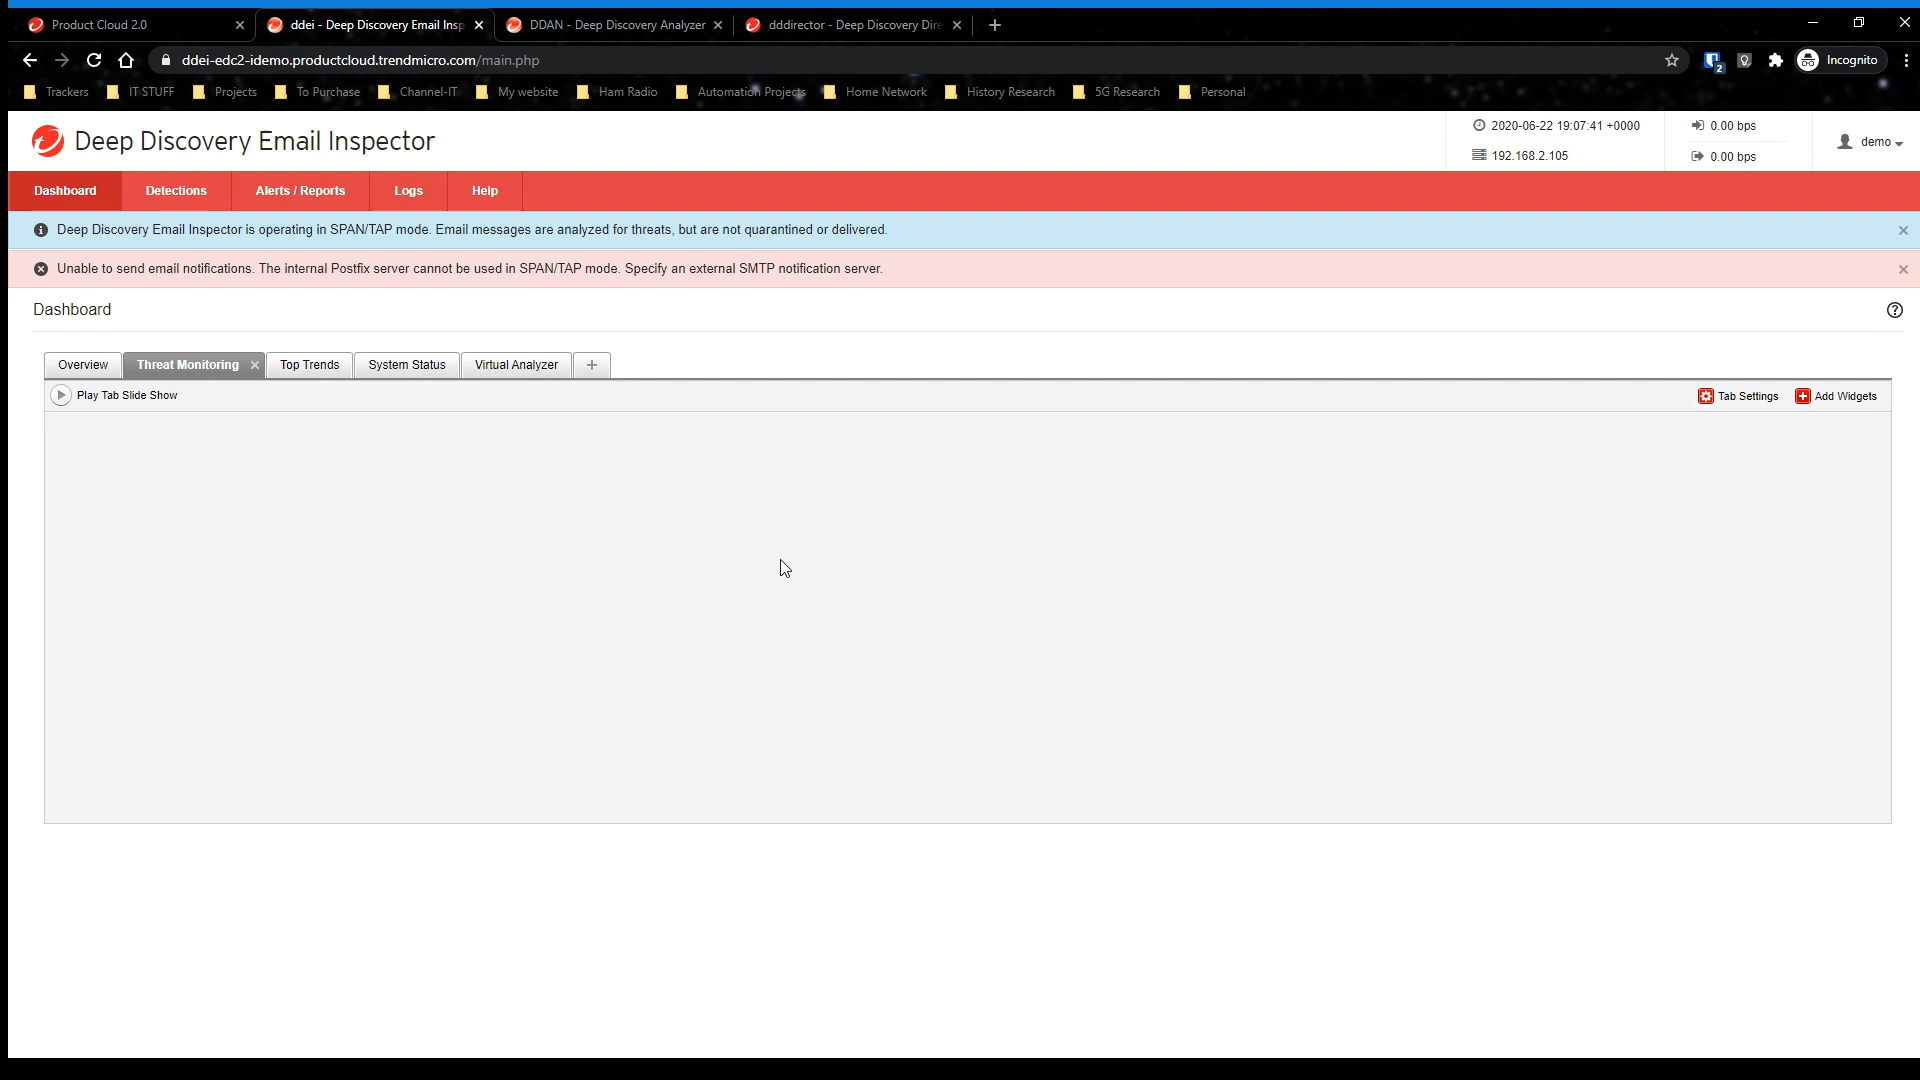 Product Cloud 2.0
ddei - Deep Discovery Email Insp
DDAN - Deep Discovery Analyzer
dddirector - Deep Discovery Dire
ddei-edc2-idemo.productcloud.trendmicro.com/main.php
2
Incognito
Trackers
IT STUFF
Projects
To Purchase
Channel-IT
My website
Ham Radio
Automation Projects
Home Network
History Research
5G Research
Personal
Deep Discovery Email Inspector
2020-06-22 19:07:41 +0000
192.168.2.105
0.00 bps
0.00 bps
demo
Dashboard
Detections
Alerts / Reports
Logs
Help
Deep Discovery Email Inspector is operating in SPAN/TAP mode. Email messages are analyzed for threats, but are not quarantined or delivered.
Unable to send email notifications. The internal Postfix server cannot be used in SPAN/TAP mode. Specify an external SMTP notification server.
Dashboard
Overview
Threat Monitoring
Top Trends
System Status
Virtual Analyzer
Play Tab Slide Show
Tab Settings
Add Widgets